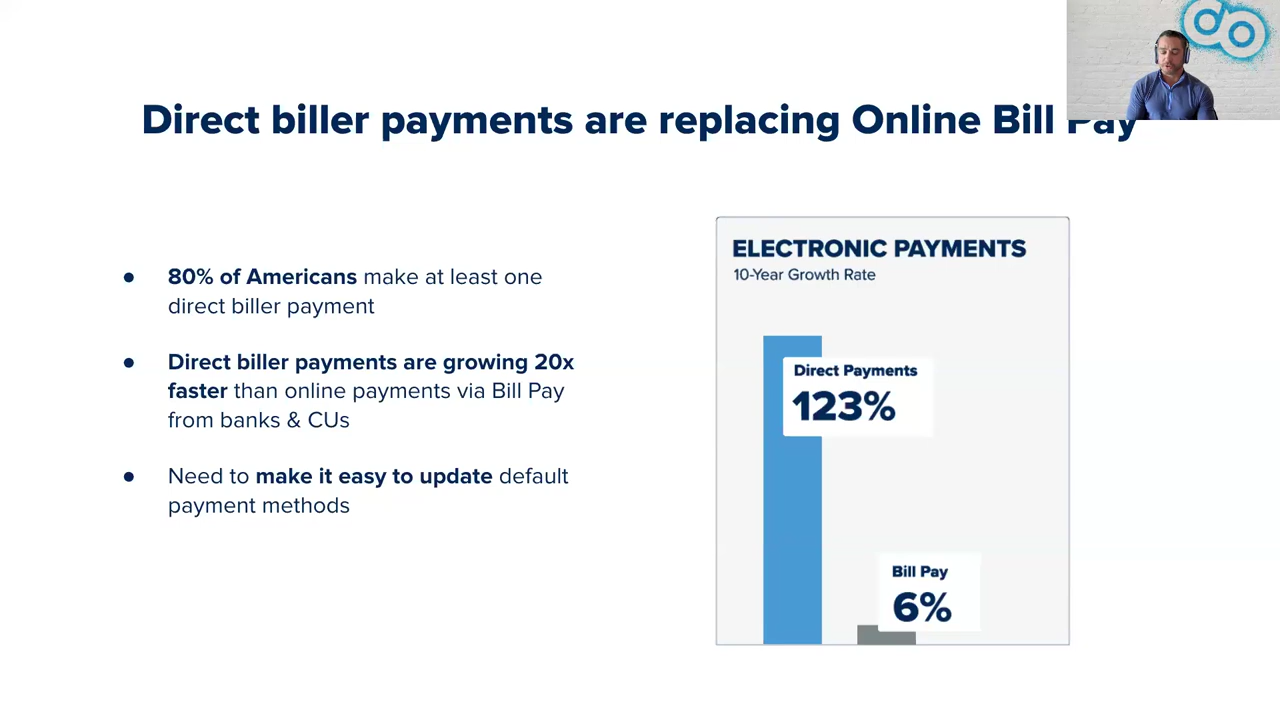 Direct biller payments are replacing Online Bill Pay
● 80% of Americans make at least one
direct biller payment
● Direct biller payments are growing 20x
faster than online payments via Bill Pay
from banks & CUs
● Need to make it easy to update default
payment methods
ELECTRONIC PAYMENTS
10-Year Growth Rate
Direct Payments
123%
Bill Pay
6%